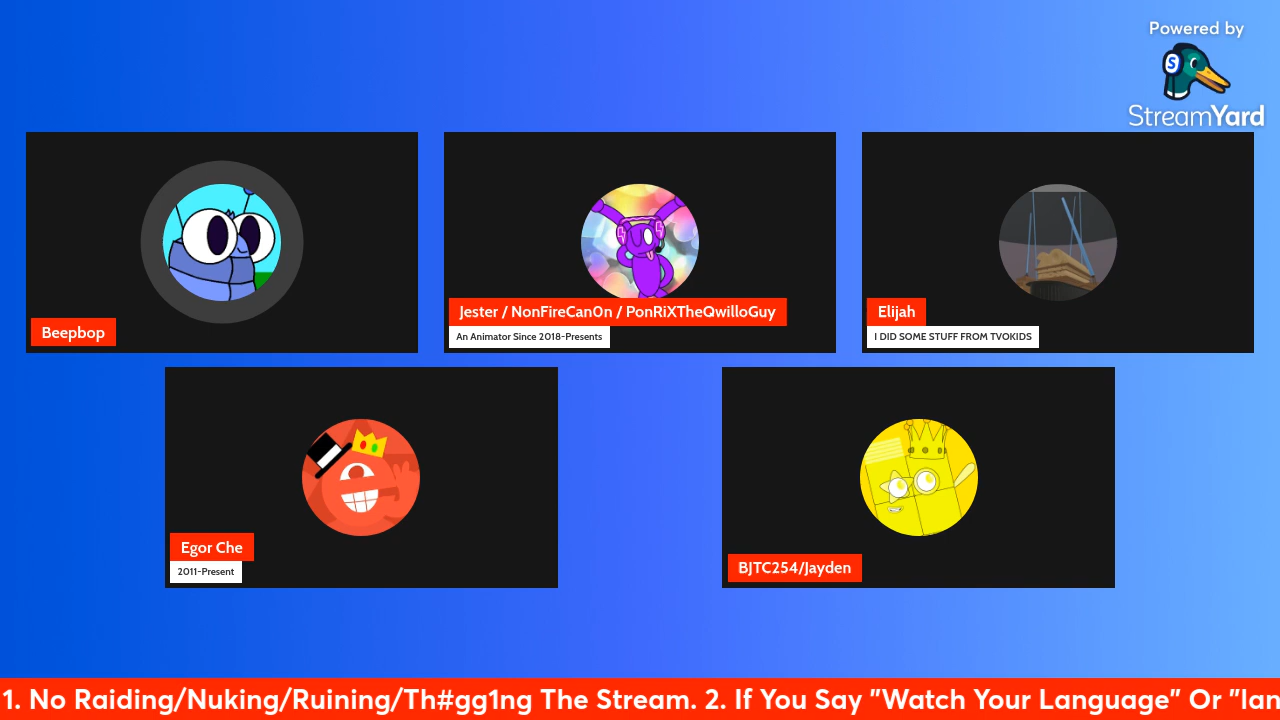 Powered by
StreamYard
Beepbop
Jester / NonFireCan0n / PonRiXTheQwilloGuy
An Animator Since 2018-Presents
Elijah
I DID SOME STUFF FROM TVOKIDS
Egor Che
2011-Present
BJTC254/Jayden
1. No Raiding/Nuking/Ruining/Th#gg1ng The Stream. 2. If You Say "Watch Your Language" Or "lan